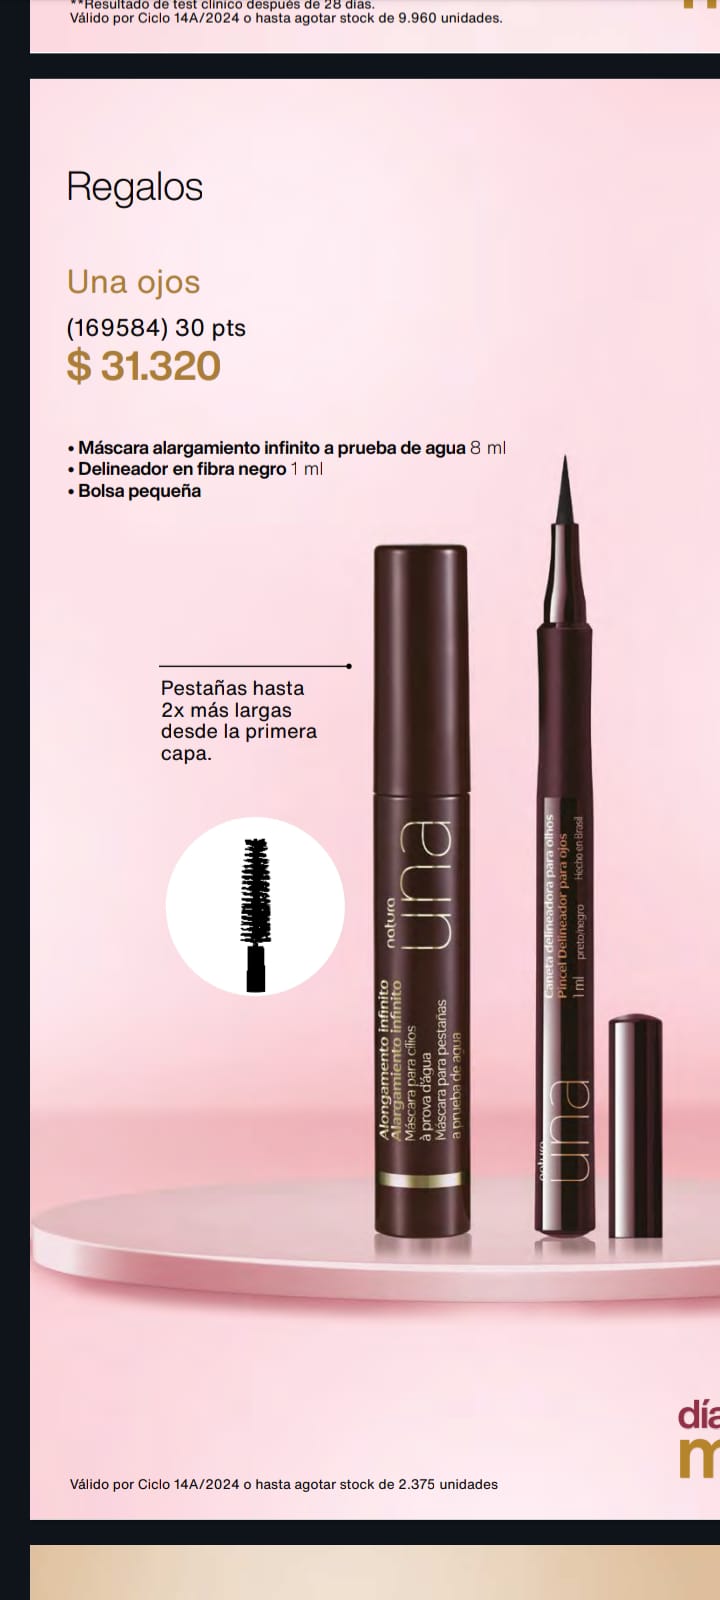 **Resultado de test clínico después de 28 días.
Válido por Ciclo 14A/2024 o hasta agotar stock de 9.960 unidades.
Regalos
Una ojos
(169584) 30 pts
$ 31.320
• Máscara alargamiento infinito a prueba de agua 8 ml
• Delineador en fibra negro 1 ml
• Bolsa pequeña
Pestañas hasta
2x más largas
desde la primera
capa.
natura
una
Alongamento infinito
Alargamiento infinito
Máscara para cílios
à prova d'água
Máscara para pestañas
a prueba de agua
Caneta delineadora para olhos
Pincel Delineador para ojos
1 ml preto/negro Hecho en Brasil
natura
una
día
m
Válido por Ciclo 14A/2024 o hasta agotar stock de 2.375 unidades